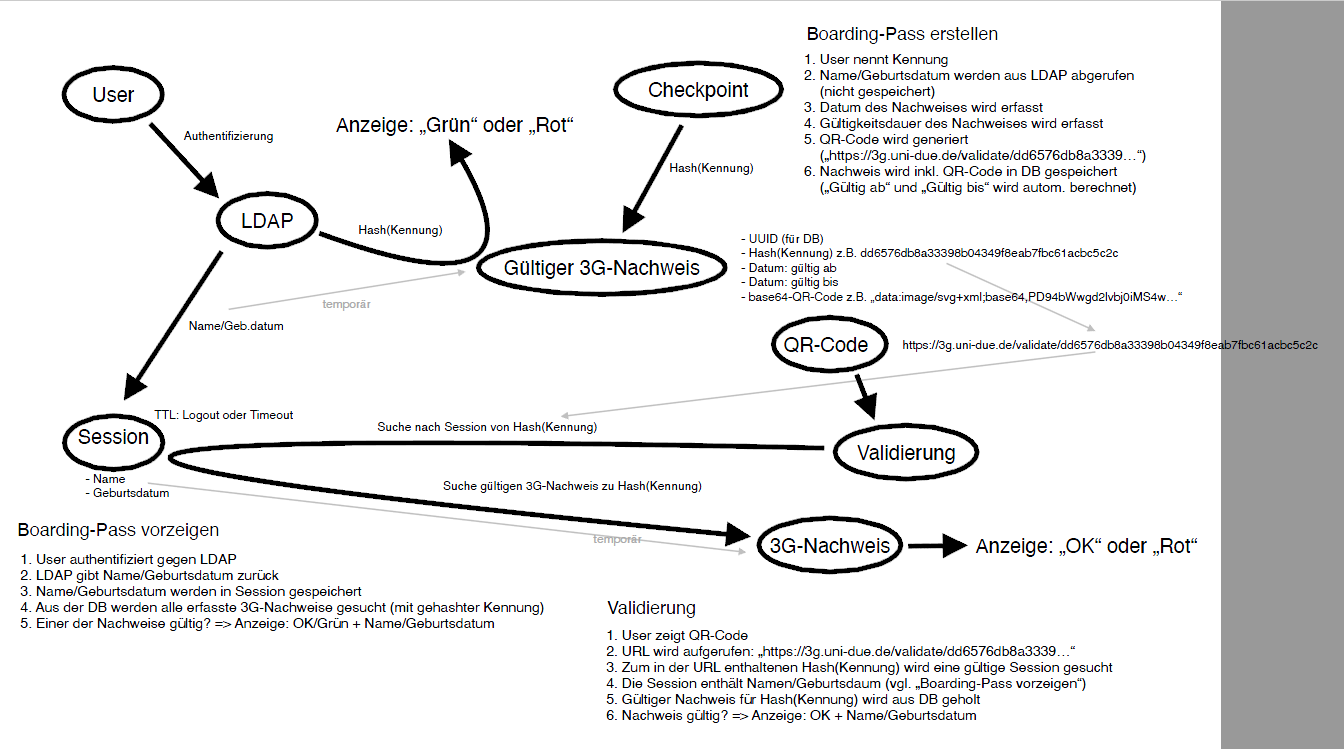 Boarding-Pass erstellen
1. User nennt Kennung
2. Name/Geburtsdatum werden aus LDAP abgerufen
(nicht gespeichert)
3. Datum des Nachweises wird erfasst
4. Gültigkeitsdauer des Nachweises wird erfasst
5. QR-Code wird generiert
(„https://3g.uni-due.de/validate/dd6576db8a3339…“)
6. Nachweis wird inkl. QR-Code in DB gespeichert
(„Gültig ab“ und „Gültig bis“ wird autom. berechnet)
User
Checkpoint
Anzeige: „Grün“ oder „Rot“
Authentifizierung
Hash(Kennung)
LDAP
Hash(Kennung)
Gültiger 3G-Nachweis
- UUID (für DB)
- Hash(Kennung) z.B. dd6576db8a33398b04349f8eab7fbc61acbc5c2c
- Datum: gültig ab
- Datum: gültig bis
- base64-QR-Code z.B. „data:image/svg+xml;base64,PD94bWwgd2lvbj0iMS4w…“
temporär
Name/Geb.datum
QR-Code
https://3g.uni-due.de/validate/dd6576db8a33398b04349f8eab7fbc61acbc5c2c
TTL: Logout oder Timeout
Session
Suche nach Session von Hash(Kennung)
Validierung
- Name
- Geburtsdatum
Suche gültigen 3G-Nachweis zu Hash(Kennung)
temporär
3G-Nachweis
Anzeige: „OK“ oder „Rot“
Boarding-Pass vorzeigen
1. User authentifiziert gegen LDAP
2. LDAP gibt Name/Geburtsdatum zurück
3. Name/Geburtsdatum werden in Session gespeichert
4. Aus der DB werden alle erfasste 3G-Nachweise gesucht (mit gehashter Kennung)
5. Einer der Nachweise gültig? => Anzeige: OK/Grün + Name/Geburtsdatum
Validierung
1. User zeigt QR-Code
2. URL wird aufgerufen: „https://3g.uni-due.de/validate/dd6576db8a3339…“
3. Zum in der URL enthaltenen Hash(Kennung) wird eine gültige Session gesucht
4. Die Session enthält Namen/Geburtsdaum (vgl. „Boarding-Pass vorzeigen“)
5. Gültiger Nachweis für Hash(Kennung) wird aus DB geholt
6. Nachweis gültig? => Anzeige: OK + Name/Geburtsdatum